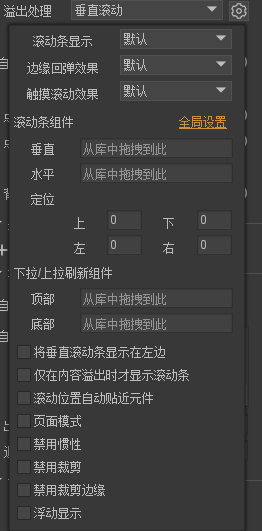 溢出处理 垂直滚动
滚动条显示 默认
边缘回弹效果 默认
触摸滚动效果 默认
滚动条组件 全局设置
垂直 从库中拖拽到此
水平 从库中拖拽到此
定位
上 0 下 0
左 0 右 0
下拉/上拉刷新组件
顶部 从库中拖拽到此
底部 从库中拖拽到此
将垂直滚动条显示在左边
仅在内容溢出时才显示滚动条
滚动位置自动贴近元件
页面模式
禁用惯性
禁用裁剪
禁用裁剪边缘
浮动显示